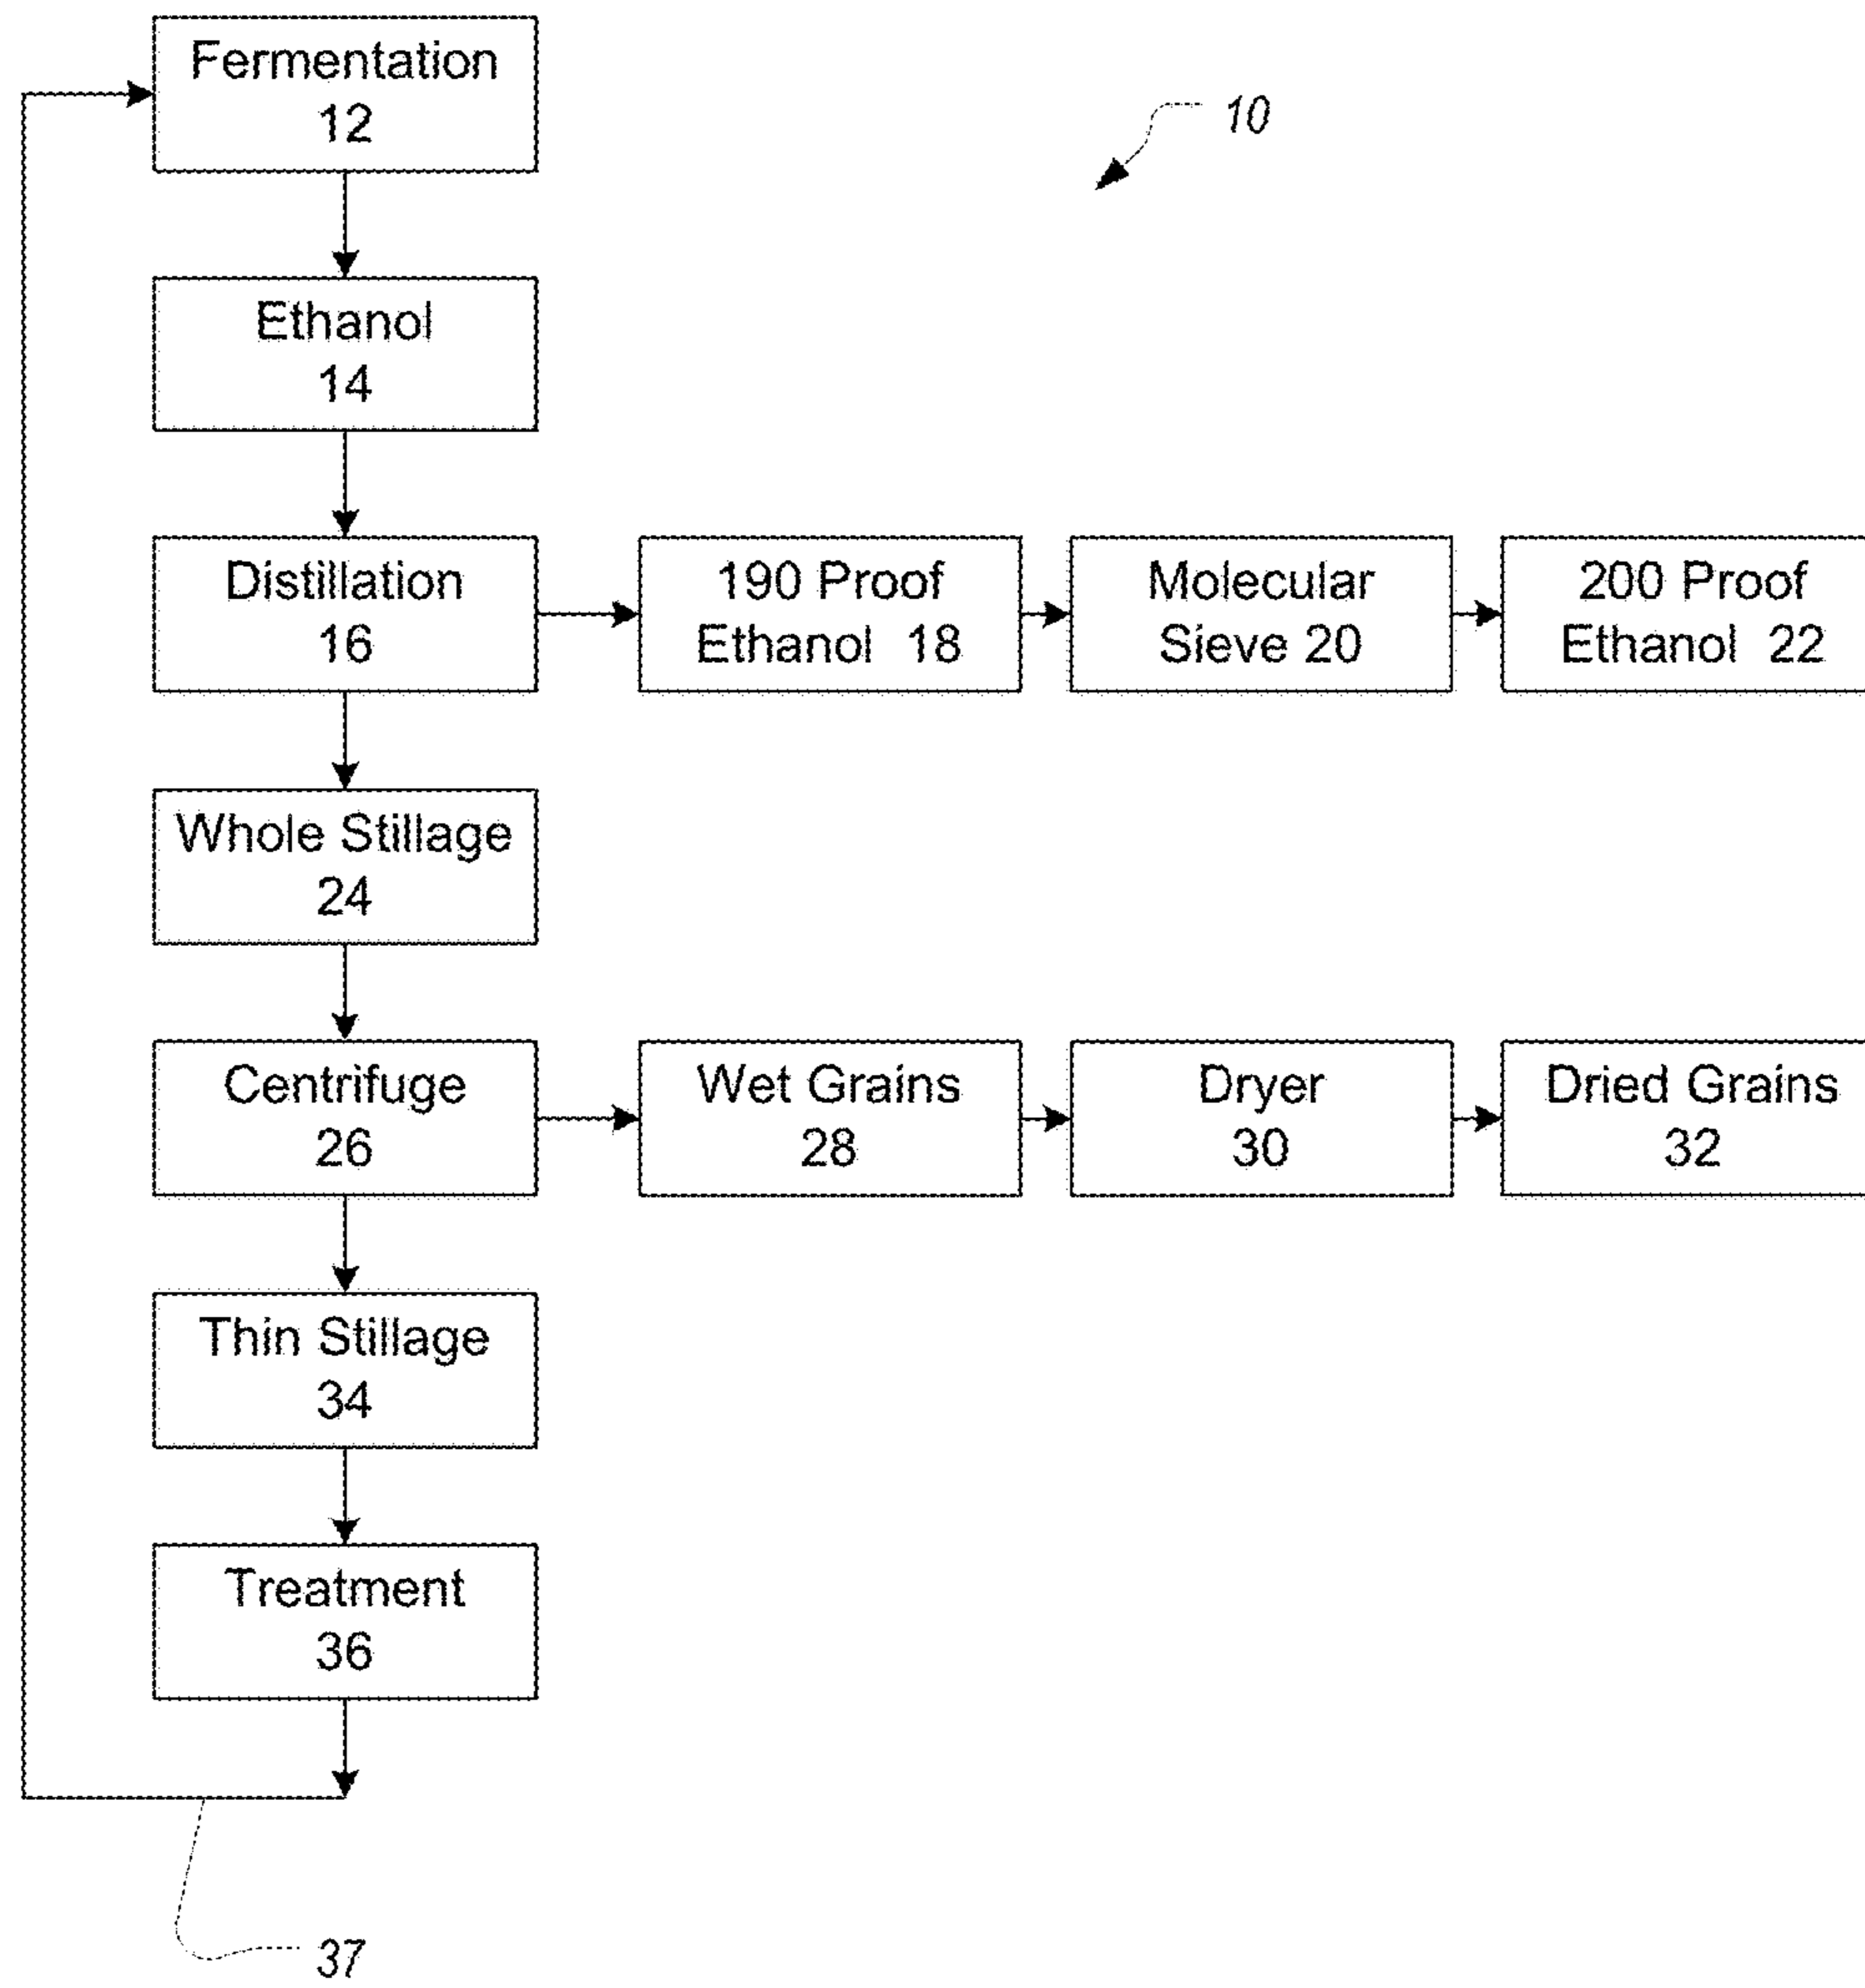 Fermentation
12
10
Ethanol
14
Distillation
16
190 Proof
Ethanol 18
Molecular
Sieve 20
200 Proof
Ethanol 22
Whole Stillage
24
Centrifuge
26
Wet Grains
28
Dryer
30
Dried Grains
32
Thin Stillage
34
Treatment
36
37